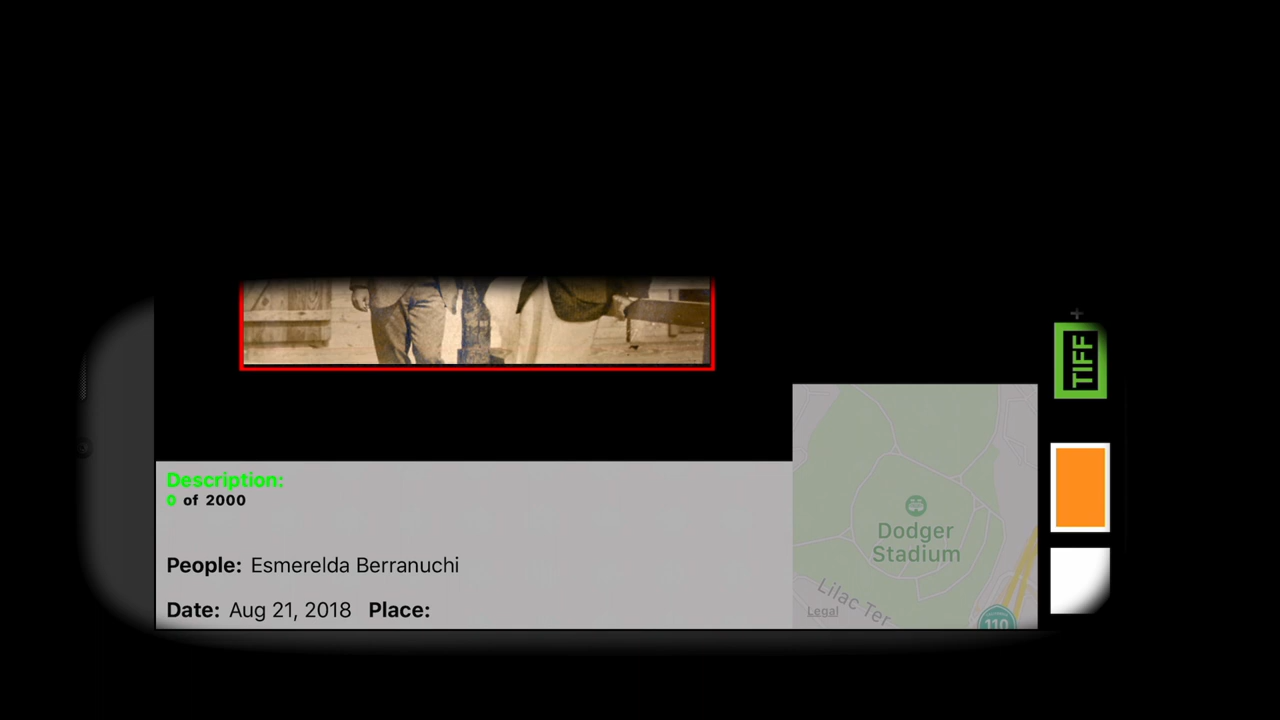 TIFF
Description:
0 of 2000
Dodger
Stadium
People: Esmerelda Berranuchi
Lilac Ter
Date: Aug 21, 2018 Place:
Legal
110